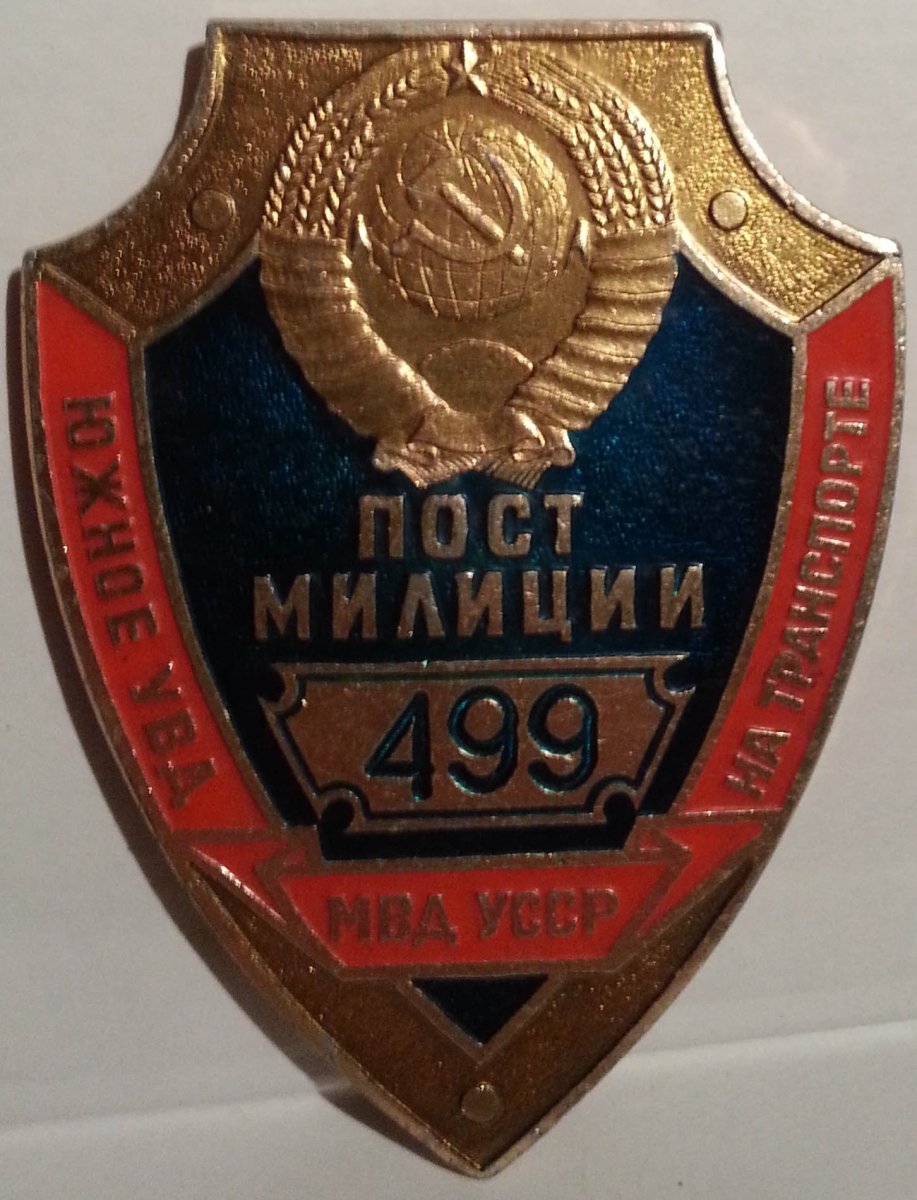 ПОСТ
МИЛИЦИИ
499
ЮЖНОЕ УВД
НА ТРАНСПОРТЕ
МВД УССР